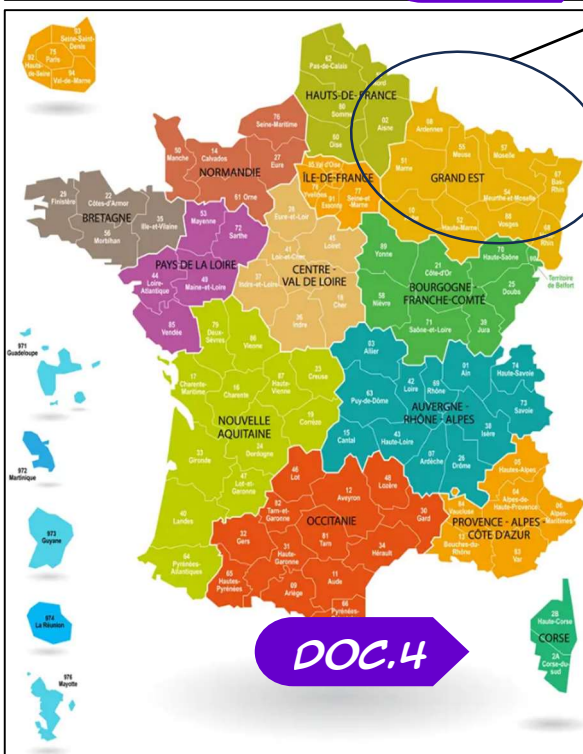 93
Seine-Saint-
Denis
75
Paris
92
Hauts-
de-Seine
94
Val-de-Marne
62
Pas-de-Calais
Nord
HAUTS-DE-FRANCE
80
Somme
02
Aisne
60
Oise
76
Seine-Maritime
50
Manche
14
Calvados
27
Eure
NORMANDIE
61 Orne
08
Ardennes
51
Marne
55
Meuse
57
Moselle
67
Bas-
Rhin
GRAND EST
54
Meurthe-et-Moselle
52
Haute-Marne
88
Vosges
68
Rhin
95 Val d'Oise
ÎLE-DE-FRANCE
78
Yvelines
91
Essonne
77
Seine-et-
Marne
29
Finistère
22
Côtes-d'Armor
BRETAGNE
35
Ille-et-Vilaine
56
Morbihan
53
Mayenne
72
Sarthe
PAYS DE LA LOIRE
44
Loire-
Atlantique
49
Maine-et-Loire
85
Vendée
28
Eure-et-Loir
45
Loiret
41
Loir-et-Cher
CENTRE -
VAL DE LOIRE
37
Indre-et-Loire
18
Cher
36
Indre
89
Yonne
21
Côte-d'Or
70
Haute-Saône
Territoire
de Belfort
BOURGOGNE -
FRANCHE-COMTÉ
25
Doubs
58
Nièvre
71
Saône-et-Loire
39
Jura
79
Deux-
Sèvres
86
Vienne
17
Charente-
Maritime
16
Charente
87
Haute-
Vienne
23
Creuse
19
Corrèze
NOUVELLE
AQUITAINE
24
Dordogne
33
Gironde
47
Lot-et-
Garonne
40
Landes
64
Pyrénées-
Atlantiques
03
Allier
63
Puy-de-Dôme
42
Loire
69
Rhône
01
Ain
74
Haute-Savoie
73
Savoie
AUVERGNE -
RHÔNE - ALPES
38
Isère
15
Cantal
43
Haute-Loire
07
Ardèche
26
Drôme
46
Lot
12
Aveyron
48
Lozère
82
Tarn-et-
Garonne
OCCITANIE
30
Gard
32
Gers
31
Haute-
Garonne
81
Tarn
34
Hérault
65
Hautes-
Pyrénées
09
Ariège
11
Aude
66
Pyrénées-
05
Hautes-Alpes
04
Alpes-de-
Haute-Provence
06
Alpes-
Maritimes
84
Vaucluse
PROVENCE - ALPES -
CÔTE D'AZUR
13
Bouches-du-
Rhône
83
Var
971
Guadeloupe
972
Martinique
973
Guyane
974
La Réunion
976
Mayotte
2B
Haute-Corse
CORSE
2A
Corse-du-
sud
DOC.4